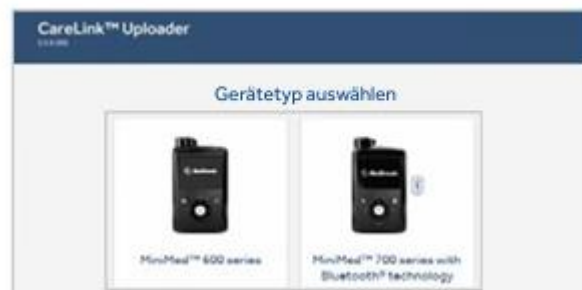 CareLink™ Uploader
Gerätetyp auswählen
MiniMed™ 600 series
MiniMed™ 700 series with
Bluetooth® technology